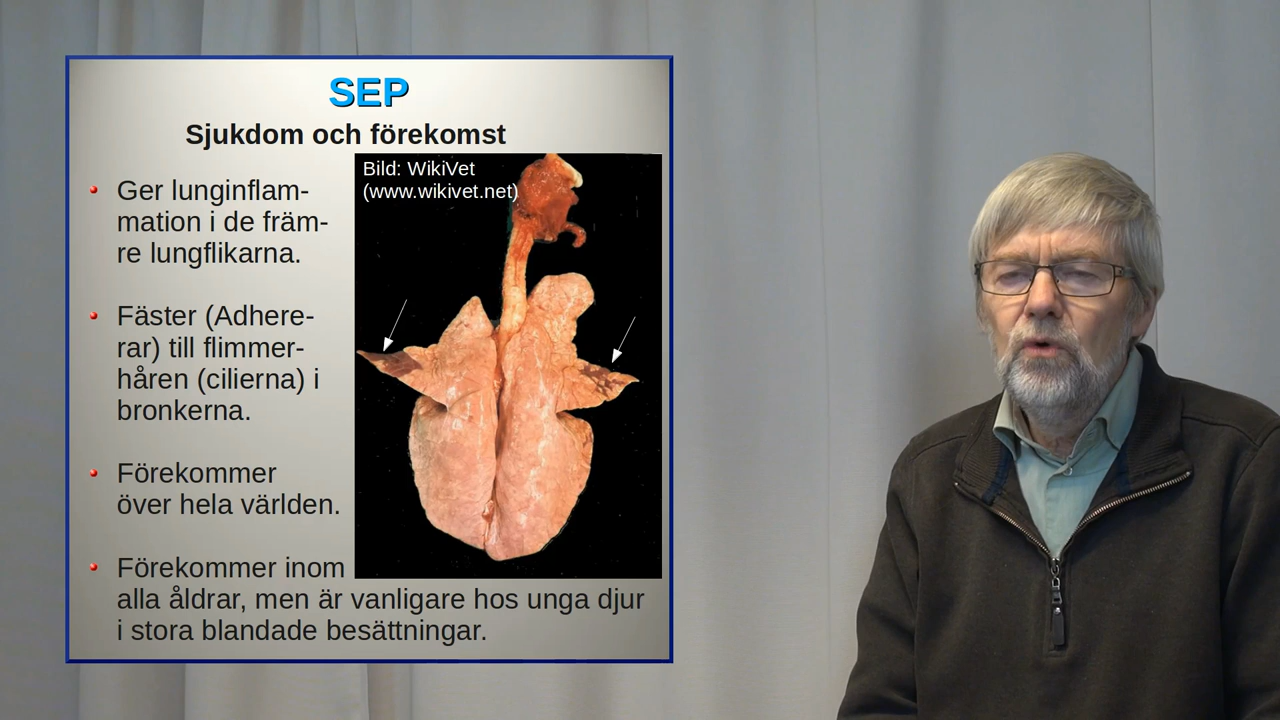 SEP
Sjukdom och förekomst
Bild: WikiVet
(www.wikivet.net)
Ger lunginflam-
mation i de främ-
re lungflikarna.
Fäster (Adhere-
rar) till flimmer-
håren (cilierna) i
bronkerna.
Förekommer
över hela världen.
Förekommer inom
alla åldrar, men är vanligare hos unga djur
i stora blandade besättningar.